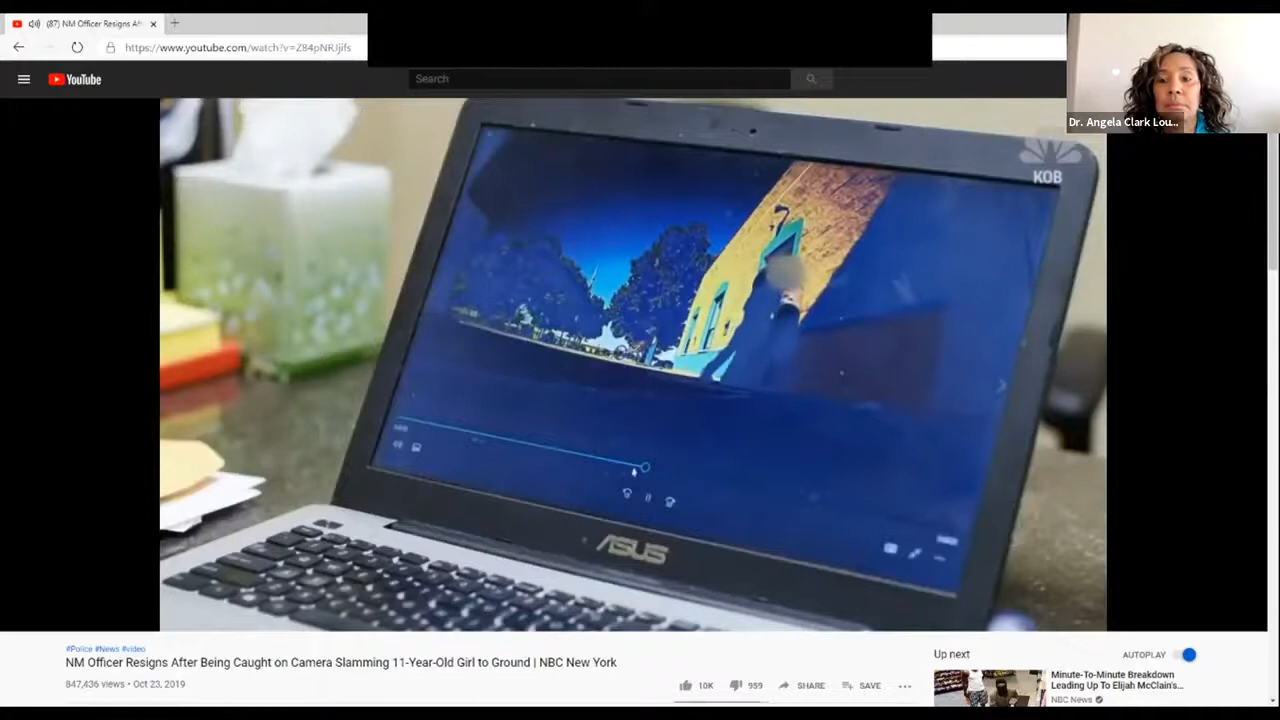 (87) NM Officer Resigns Aft
https://www.youtube.com/watch?v=Z84pNRJjifs
YouTube
Search
Dr. Angela Clark Lou...
KOB
ASUS
#Police #News #video
NM Officer Resigns After Being Caught on Camera Slamming 11-Year-Old Girl to Ground | NBC New York
847,436 views • Oct 23, 2019
10K
959
SHARE
SAVE
Up next
AUTOPLAY
Minute-To-Minute Breakdown
Leading Up To Elijah McClain's...
NBC News